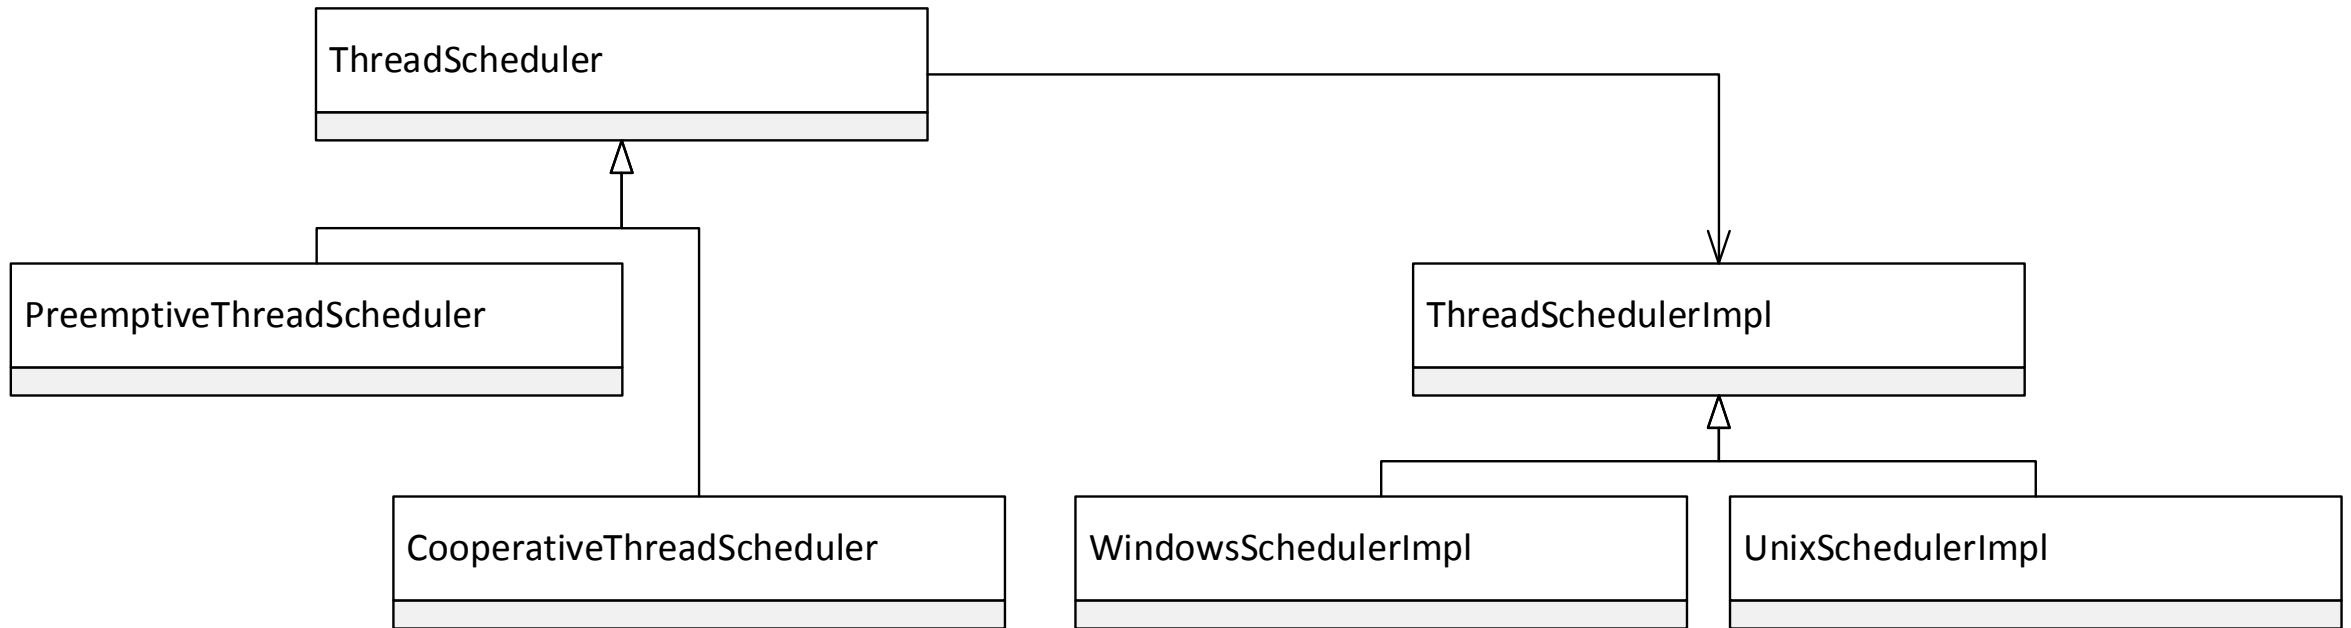 ThreadScheduler
PreemptiveThreadScheduler
ThreadSchedulerImpl
CooperativeThreadScheduler
WindowsSchedulerImpl
UnixSchedulerImpl